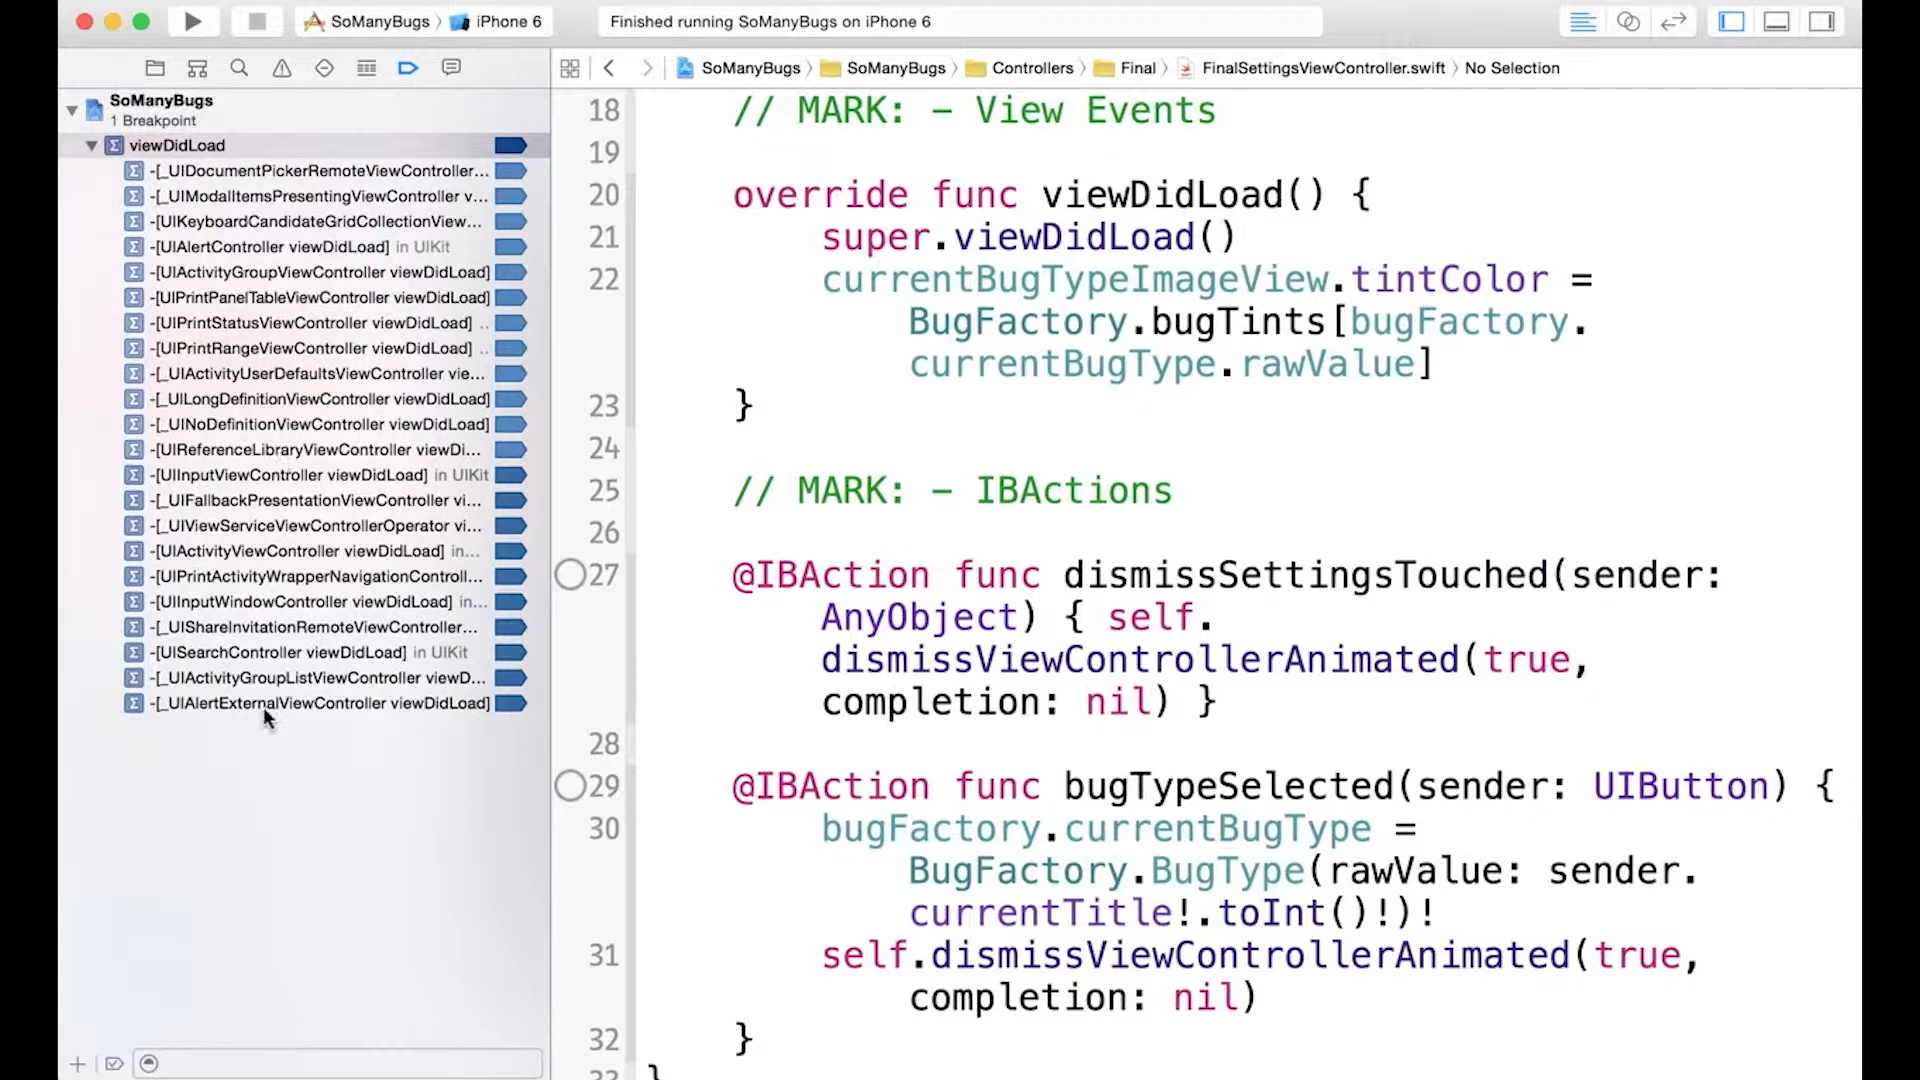 SoManyBugs › iPhone 6
Finished running SoManyBugs on iPhone 6
SoManyBugs › SoManyBugs › Controllers › Final › FinalSettingsViewController.swift › No Selection
SoManyBugs
1 Breakpoint
viewDidLoad
-[_UIDocumentPickerRemoteViewController...
-[_UIModalItemsPresentingViewController v...
-[UIKeyboardCandidateGridCollectionView...
-[UIAlertController viewDidLoad] in UIKit
-[UIActivityGroupViewController viewDidLoad]
-[UIPrintPanelTableViewController viewDidLoad]
-[UIPrintStatusViewController viewDidLoad] ..
-[UIPrintRangeViewController viewDidLoad] ..
-[_UIActivityUserDefaultsViewController vie...
-[_UILongDefinitionViewController viewDidLoad]
-[_UINoDefinitionViewController viewDidLoad]
-[UIReferenceLibraryViewController viewDi...
-[UIInputViewController viewDidLoad] in UIKit
-[_UIFallbackPresentationViewController vi...
-[_UIViewServiceViewControllerOperator vi...
-[UIActivityViewController viewDidLoad] in...
-[UIPrintActivityWrapperNavigationControll...
-[UIInputWindowController viewDidLoad] in...
-[_UIShareInvitationRemoteViewController...
-[UISearchController viewDidLoad] in UIKit
-[_UIActivityGroupListViewController viewD...
-[_UIAlertExternalViewController viewDidLoad]
18 // MARK: - View Events
19
20 override func viewDidLoad() {
21 super.viewDidLoad()
22 currentBugTypeImageView.tintColor =
BugFactory.bugTints[bugFactory.
currentBugType.rawValue]
23 }
24
25 // MARK: - IBActions
26
27 @IBAction func dismissSettingsTouched(sender:
AnyObject) { self.
dismissViewControllerAnimated(true,
completion: nil) }
28
29 @IBAction func bugTypeSelected(sender: UIButton) {
30 bugFactory.currentBugType =
BugFactory.BugType(rawValue: sender.
currentTitle!.toInt()!)!
31 self.dismissViewControllerAnimated(true,
completion: nil)
32 }
33 }